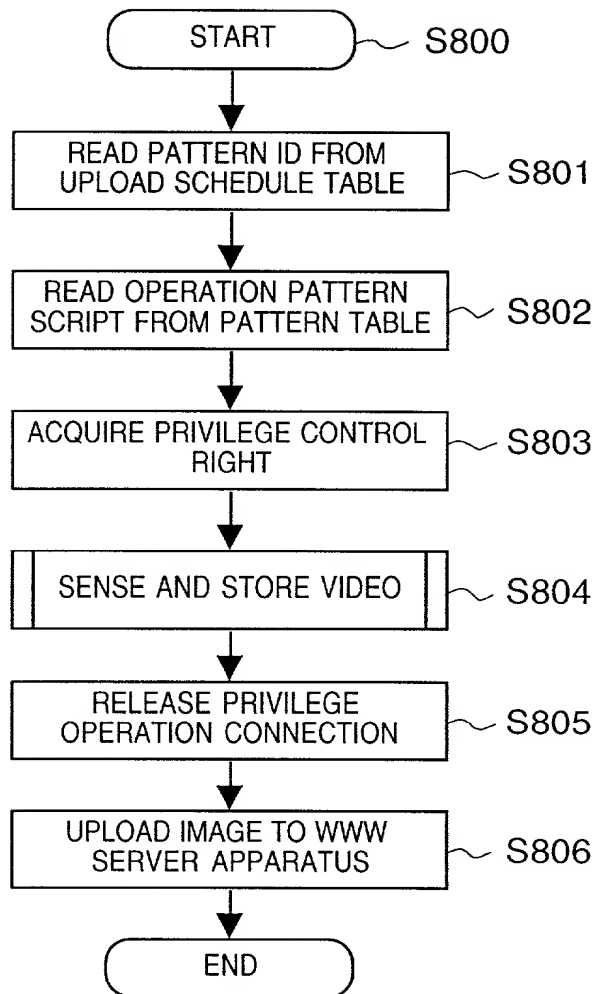 START
S800
READ PATTERN ID FROM
UPLOAD SCHEDULE TABLE
S801
READ OPERATION PATTERN
SCRIPT FROM PATTERN TABLE
S802
ACQUIRE PRIVILEGE CONTROL
RIGHT
S803
SENSE AND STORE VIDEO
S804
RELEASE PRIVILEGE
OPERATION CONNECTION
S805
UPLOAD IMAGE TO WWW
SERVER APPARATUS
S806
END